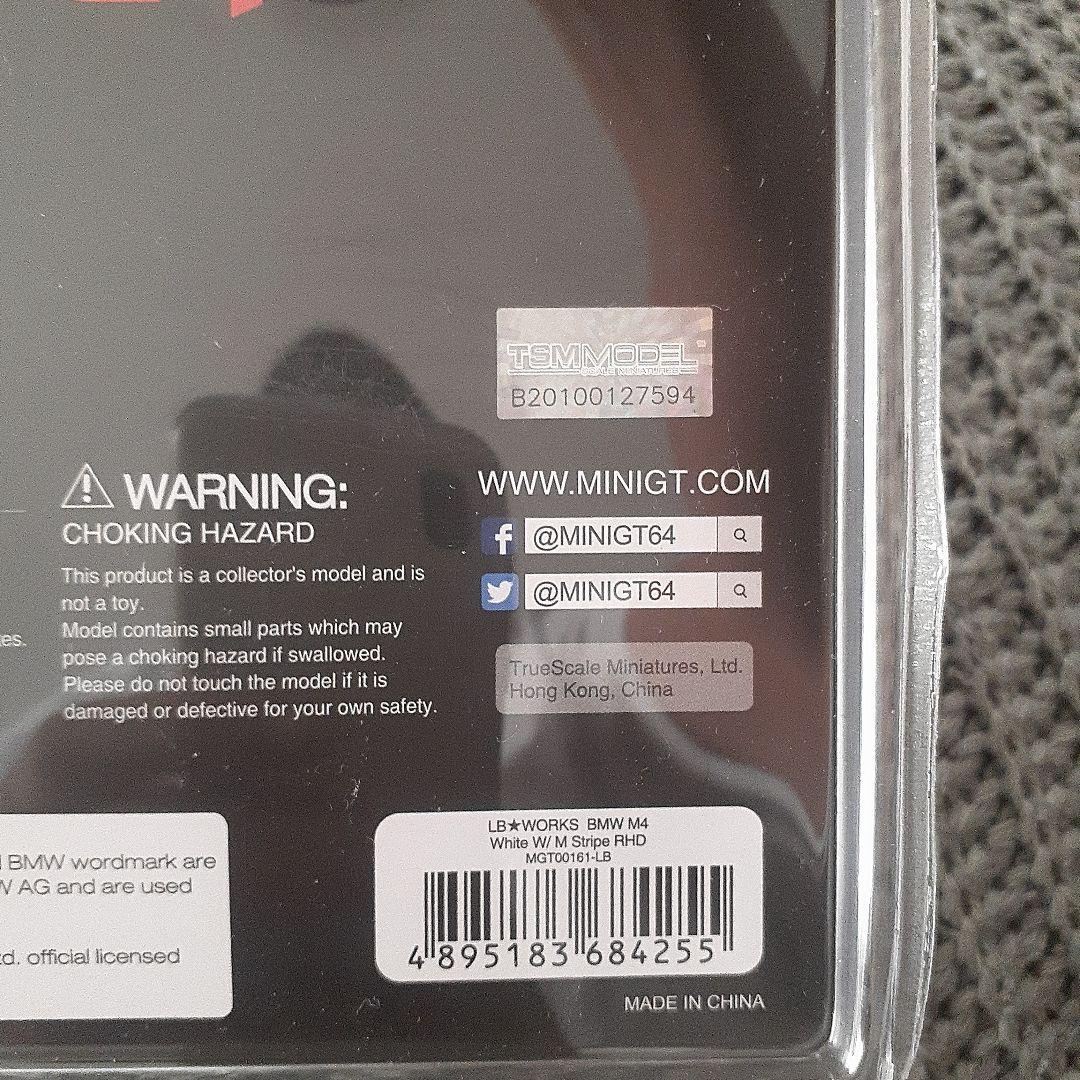 TSM MODEL
SCALE MINIATURES
B20100127594
WARNING:
CHOKING HAZARD
This product is a collector's model and is
not a toy.
Model contains small parts which may
pose a choking hazard if swallowed.
Please do not touch the model if it is
damaged or defective for your own safety.
WWW.MINIGT.COM
f @MINIGT64
@MINIGT64
TrueScale Miniatures, Ltd.
Hong Kong, China
BMW wordmark are
AG and are used
official licensed
LB★WORKS BMW M4
White W/ M Stripe RHD
MGT00161-LB
4 895183 684255
MADE IN CHINA